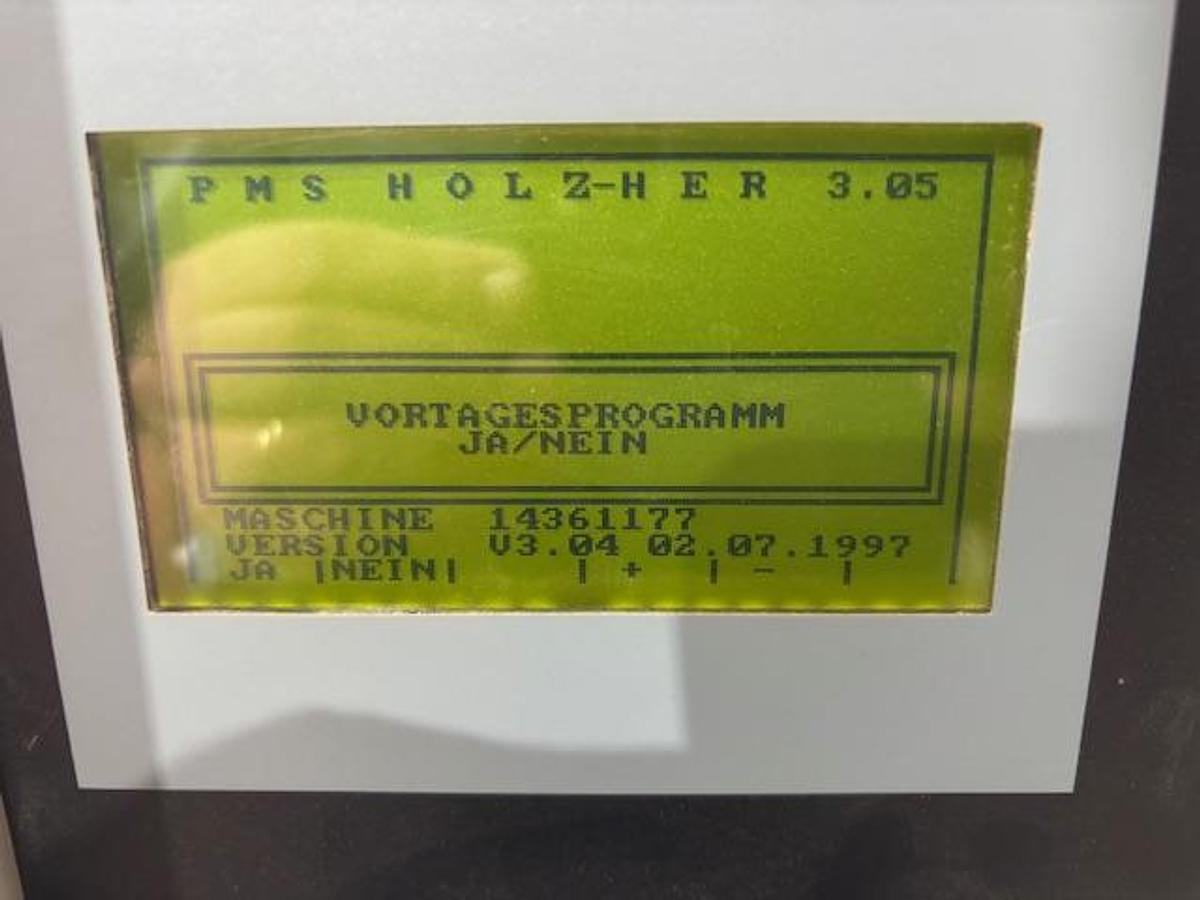 PMS HOLZ-HER 3.05
VORTAGESPROGRAMM
JA/NEIN
MASCHINE 14361177
VERSION V3.04 02.07.1997
JA |NEIN| | + | - |